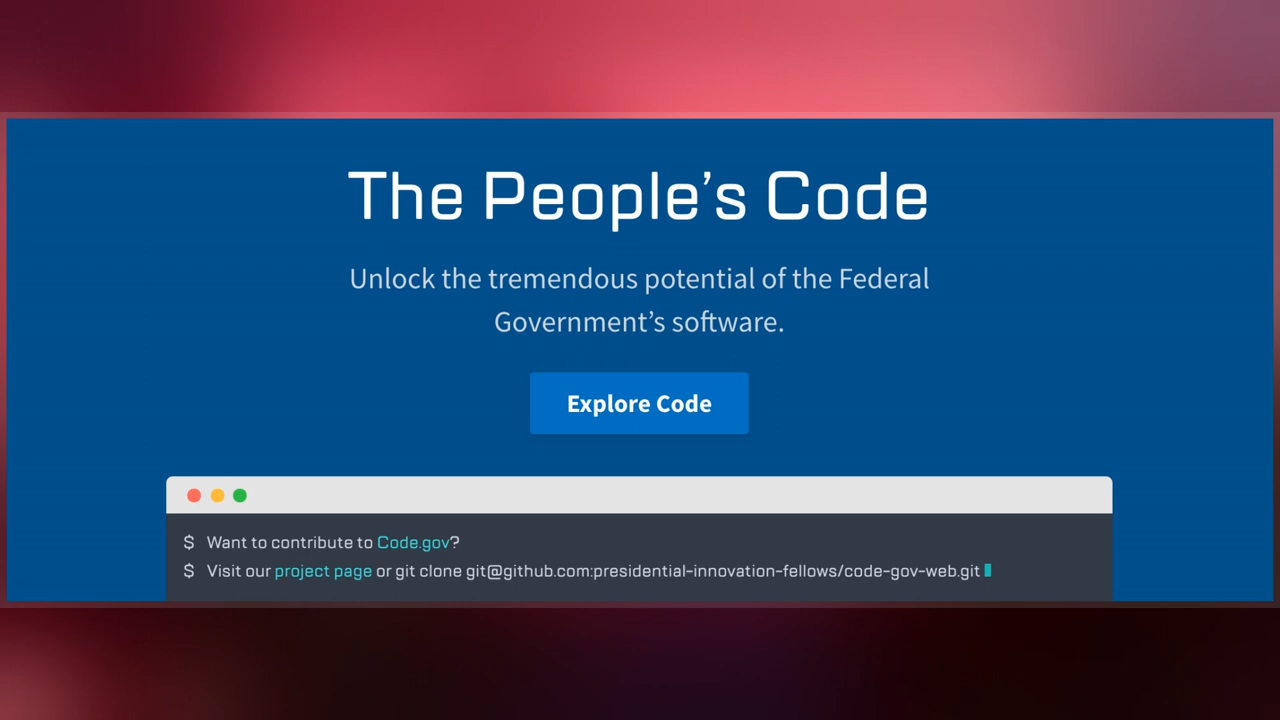 The People’s Code
Unlock the tremendous potential of the Federal
Government’s software.
Explore Code
$ Want to contribute to Code.gov?
$ Visit our project page or git clone git@github.com:presidential-innovation-fellows/code-gov-web.git